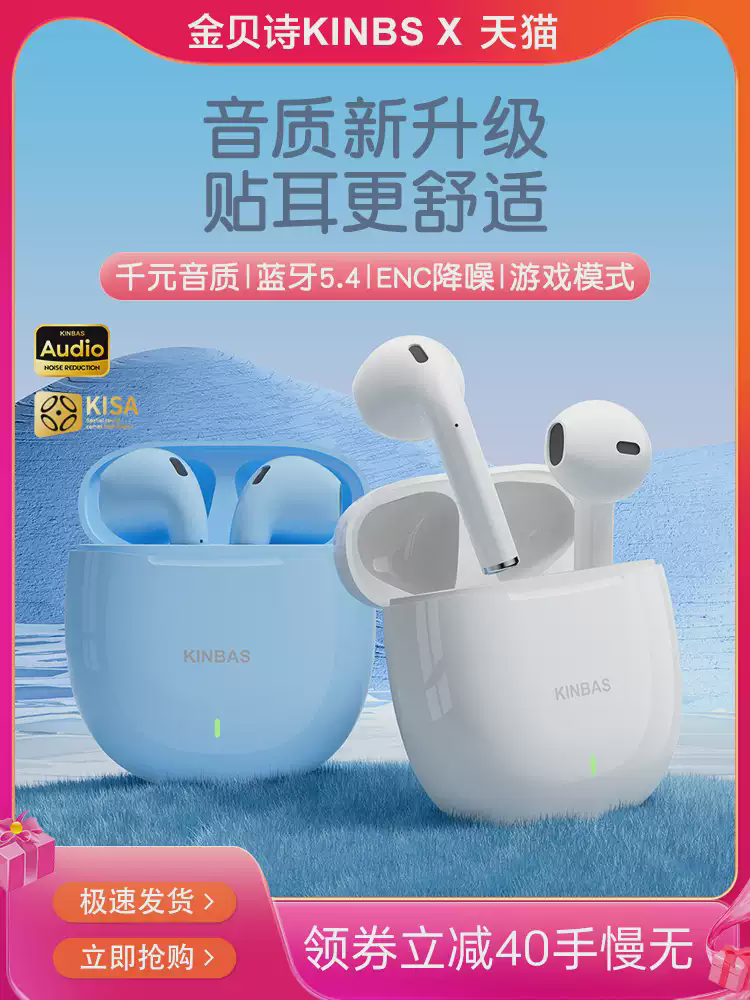 金贝诗KINBS X 天猫
音质新升级
贴耳更舒适
千元音质|蓝牙5.4|ENC降噪|游戏模式
KINBAS
Audio
NOISE REDUCTION
KISA
KINBAS
KINBAS
极速发货 >
立即抢购 >
领券立减40手慢无